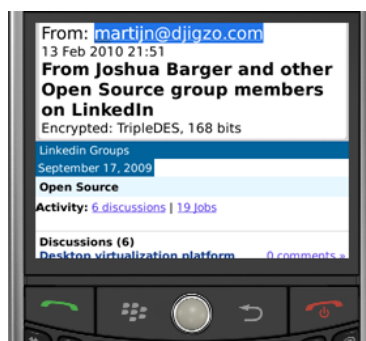 From: martijn@djigzo.com
13 Feb 2010 21:51
From Joshua Barger and other
Open Source group members
on LinkedIn
Encrypted: TripleDES, 168 bits
Linkedin Groups
September 17, 2009
Open Source
Activity: 6 discussions | 19 Jobs
Discussions (6)
Desktop virtualization platform 0 comments »